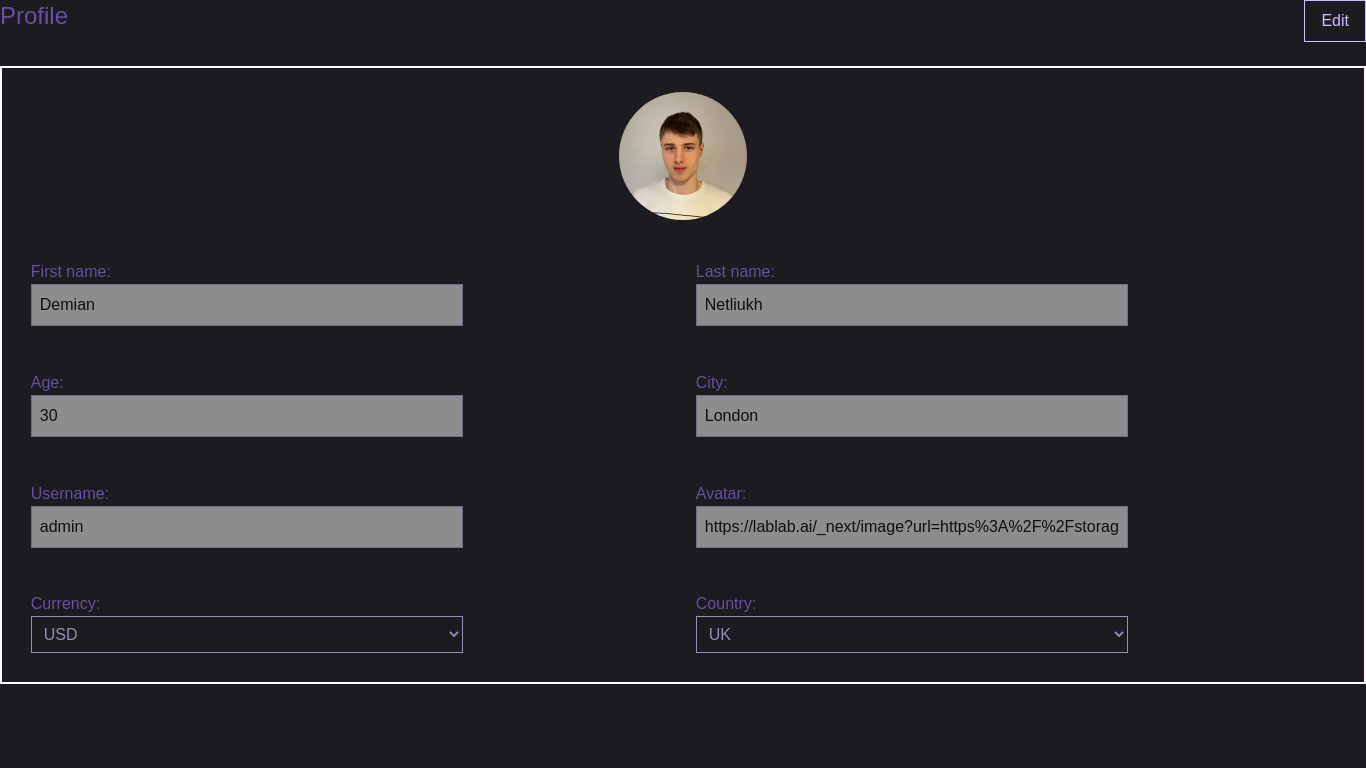 Profile
Edit
First name:
Last name:
Demian
Netliukh
Age:
City:
30
London
Username:
Avatar:
admin
https://lablab.ai/_next/image?url=https%3A%2F%2Fstorag
Currency:
Country:
USD
UK